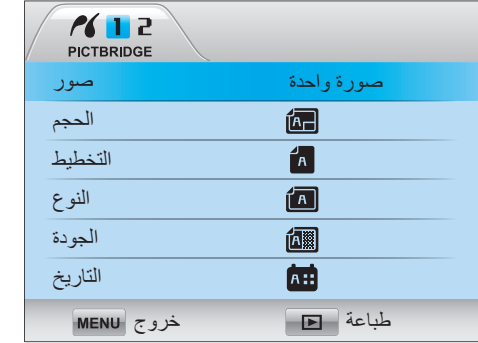 1 2
PICTBRIDGE
صور صورة واحدة
الحجم A
التخطيط A
النوع A
الجودة A
التاريخ A
خروج MENU طباعة